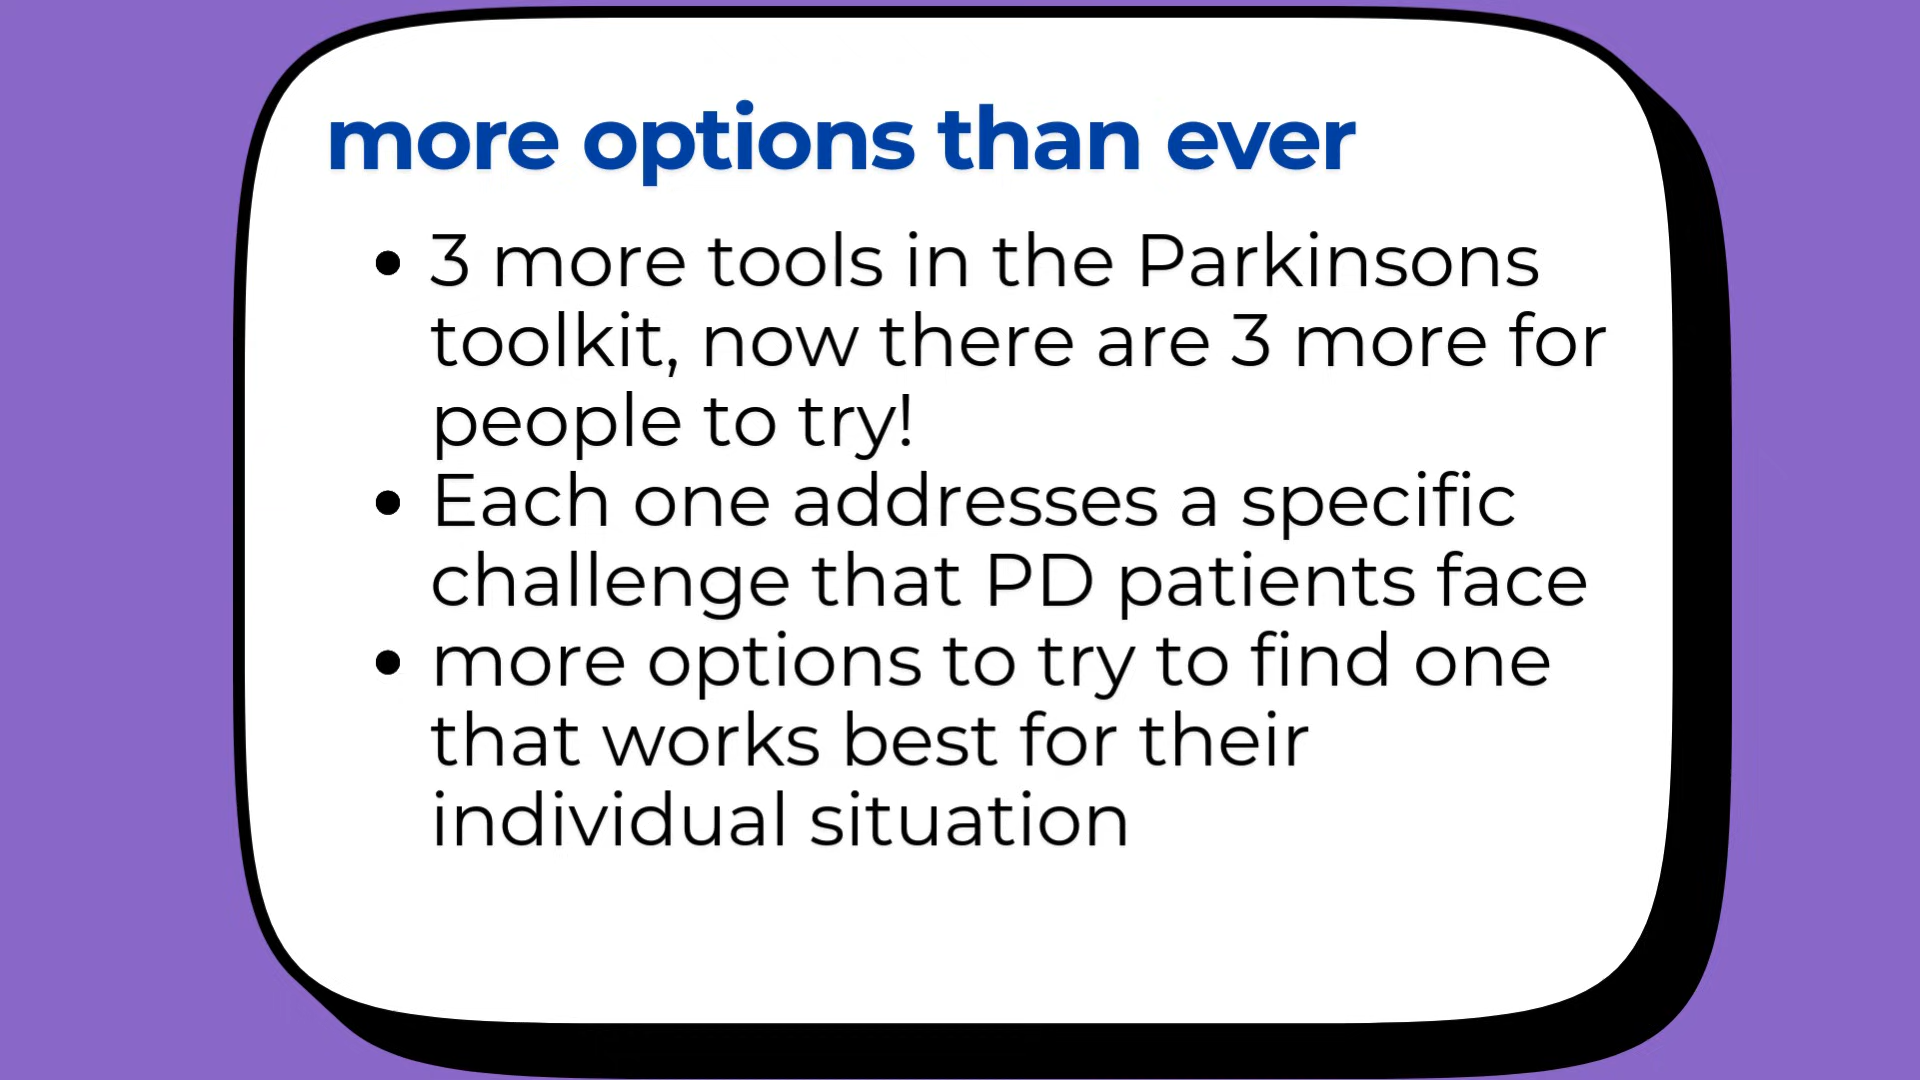 more options than ever
• 3 more tools in the Parkinsons
toolkit, now there are 3 more for
people to try!
• Each one addresses a specific
challenge that PD patients face
• more options to try to find one
that works best for their
individual situation